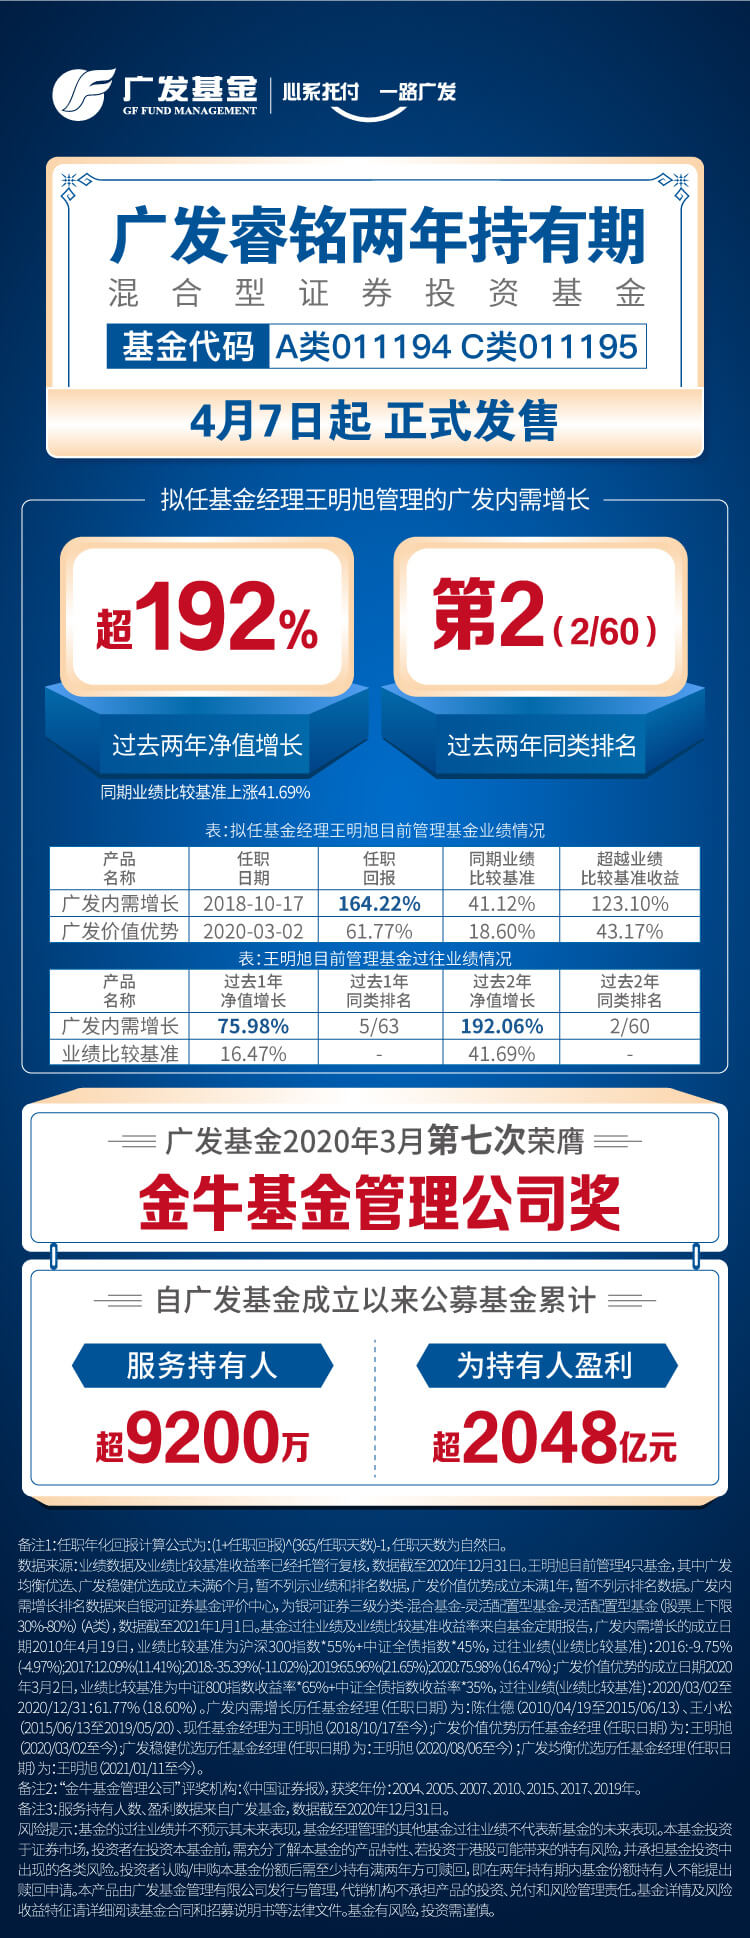 广发基金
GF FUND MANAGEMENT
心系托付 一路广发
广发睿铭两年持有期
混合型证券投资基金
基金代码 A类011194 C类011195
4月7日起 正式发售
拟任基金经理王明旭管理的广发内需增长
超192% 第2(2/60)
过去两年净值增长 过去两年同类排名
同期业绩比较基准上涨41.69%
表:拟任基金经理王明旭目前管理基金业绩情况
产品名称 任职日期 任职回报 同期业绩比较基准 超越业绩比较基准收益
广发内需增长 2018-10-17 164.22% 41.12% 123.10%
广发价值优势 2020-03-02 61.77% 18.60% 43.17%
表:王明旭目前管理基金过往业绩情况
产品名称 过去1年净值增长 过去1年同类排名 过去2年净值增长 过去2年同类排名
广发内需增长 75.98% 5/63 192.06% 2/60
业绩比较基准 16.47% - 41.69% -
广发基金2020年3月第七次荣膺
金牛基金管理公司奖
自广发基金成立以来公募基金累计
服务持有人 为持有人盈利
超9200万 超2048亿元
备注1:任职年化回报计算公式为:(1+任职回报)^(365/任职天数)-1,任职天数为自然日。
数据来源:业绩数据及业绩比较基准收益率已经托管行复核,数据截至2020年12月31日。王明旭目前管理4只基金,其中广发
均衡优选、广发稳健优选成立未满6个月,暂不列示业绩和排名数据,广发价值优势成立未满1年,暂不列示排名数据。广发内
需增长排名数据来自银河证券基金评价中心,为银河证券三级分类-混合基金-灵活配置型基金-灵活配置型基金(股票上下限
30%-80%)(A类),数据截至2021年1月1日。基金过往业绩及业绩比较基准收益率来自基金定期报告,广发内需增长的成立日
期2010年4月19日,业绩比较基准为沪深300指数*55%+中证全债指数*45%,过往业绩(业绩比较基准):2016:-9.75%
(-4.97%);2017:12.09%(11.41%);2018:-35.39%(-11.02%);2019:65.96%(21.65%);2020:75.98%(16.47%);广发价值优势的成立日期2020
年3月2日,业绩比较基准为中证800指数收益率*65%+中证全债指数收益率*35%,过往业绩(业绩比较基准):2020/03/02至
2020/12/31:61.77%(18.60%)。广发内需增长历任基金经理(任职日期)为:陈仕德(2010/04/19至2015/06/13)、王小松
(2015/06/13至2019/05/20)、现任基金经理为王明旭(2018/10/17至今);广发价值优势历任基金经理(任职日期)为:王明旭
(2020/03/02至今);广发稳健优选历任基金经理(任职日期)为:王明旭(2020/08/06至今);广发均衡优选历任基金经理(任职日
期)为:王明旭(2021/01/11至今)。
备注2:“金牛基金管理公司”评奖机构:《中国证券报》,获奖年份:2004、2005、2007、2010、2015、2017、2019年。
备注3:服务持有人数、盈利数据来自广发基金,数据截至2020年12月31日。
风险提示:基金的过往业绩并不预示其未来表现,基金经理管理的其他基金过往业绩不代表新基金的未来表现。本基金投资
于证券市场,投资者在投资本基金前,需充分了解本基金的产品特性、若投资于港股可能带来的特有风险,并承担基金投资中
出现的各类风险。投资者认购/申购本基金份额后需至少持有满两年方可赎回,即在两年持有期内基金份额持有人不能提出
赎回申请。本产品由广发基金管理有限公司发行与管理,代销机构不承担产品的投资、兑付和风险管理责任。基金详情及风险
收益特征请详细阅读基金合同和招募说明书等法律文件。基金有风险,投资需谨慎。